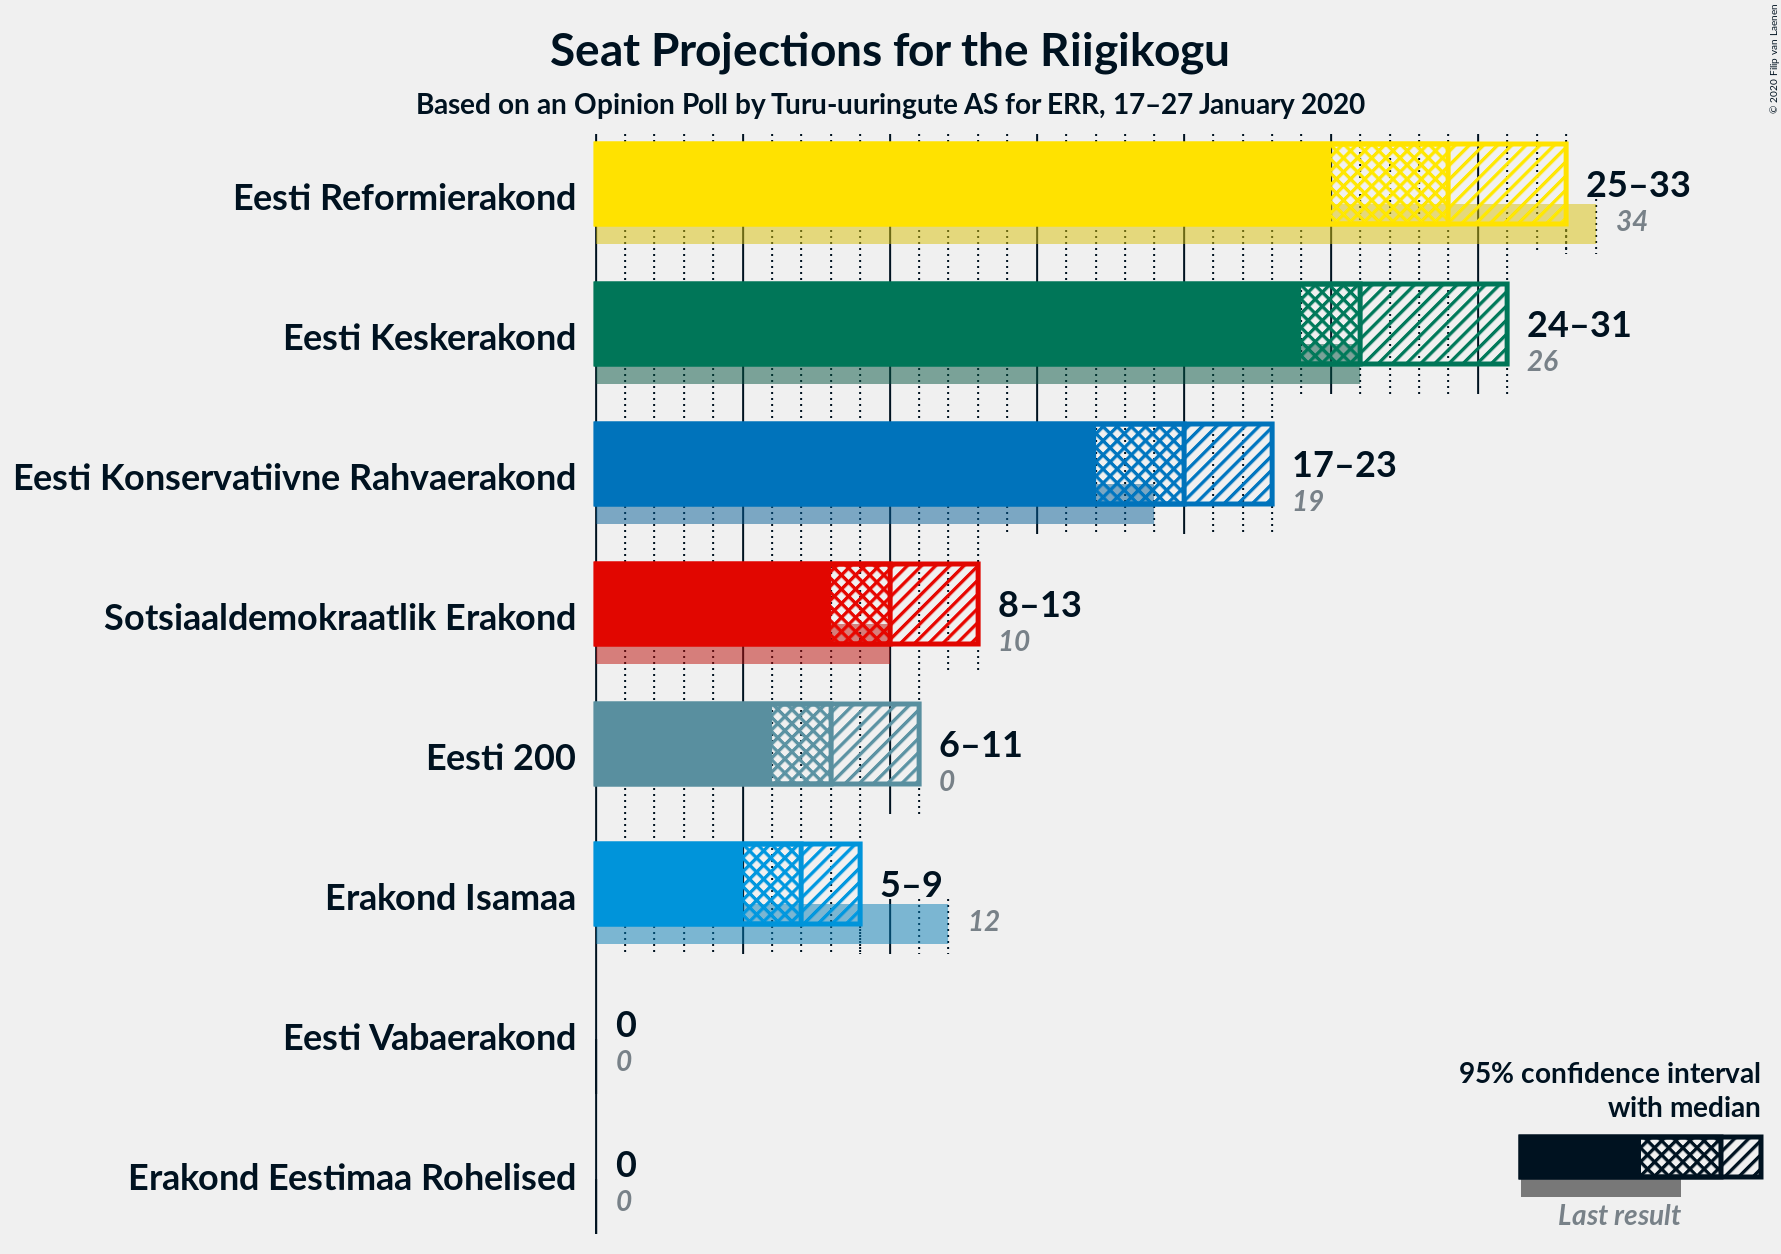 Seat Projections for the Riigikogu
Based on an Opinion Poll by Turu-uuringute AS for ERR, 17–27 January 2020
© 2020 Filip van Laenen
Eesti Reformierakond
25–33
34
Eesti Keskerakond
24–31
26
Eesti Konservatiivne Rahvaerakond
17–23
19
Sotsiaaldemokraatlik Erakond
8–13
10
Eesti 200
6–11
0
Erakond Isamaa
5–9
12
Eesti Vabaerakond
0
0
Erakond Eestimaa Rohelised
0
0
95% confidence interval
with median
Last result